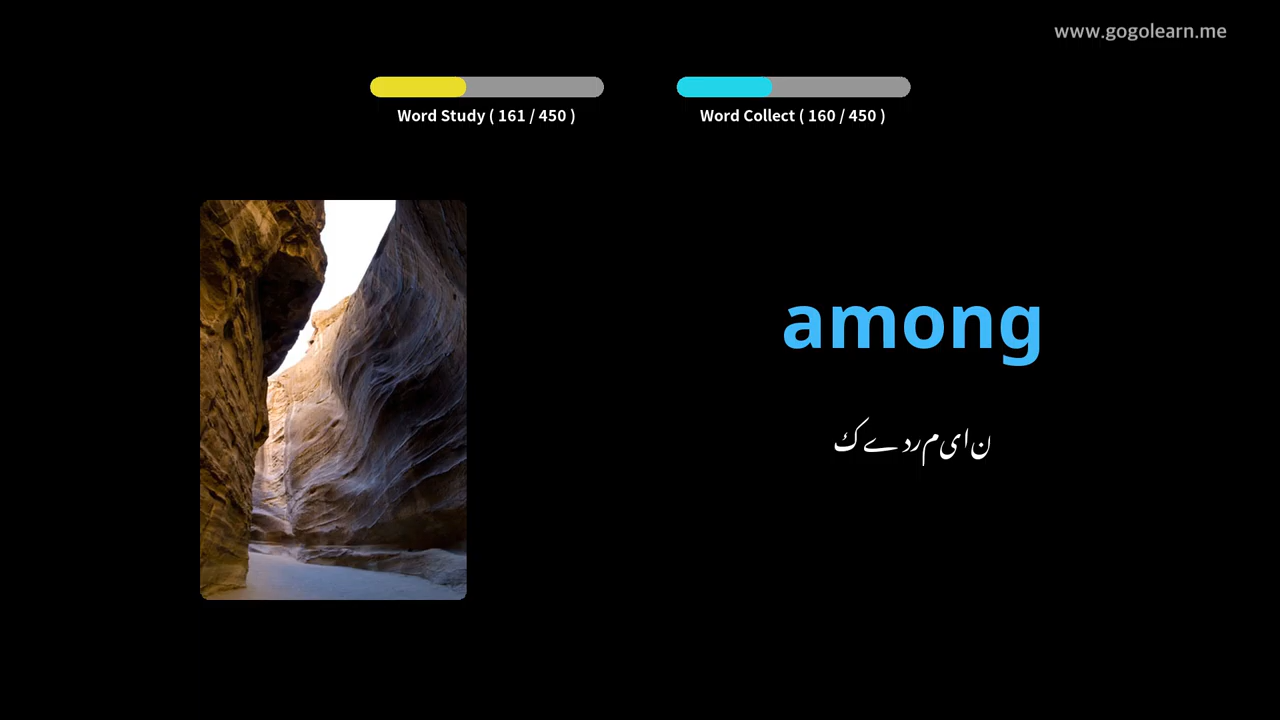 www.gogolearn.me
Word Study ( 161 / 450 )
Word Collect ( 160 / 450 )
among
کے درمیان